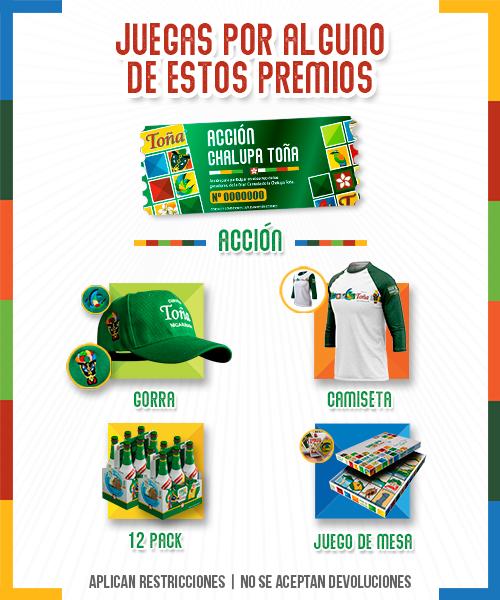 JUEGAS POR ALGUNO
DE ESTOS PREMIOS
Toña
ACCIÓN
CHALUPA TOÑA
Nº 0000000
Toña
ACCIÓN
Toña
Toña
GORRA
CAMISETA
12 PACK
JUEGO DE MESA
APLICAN RESTRICCIONES | NO SE ACEPTAN DEVOLUCIONES